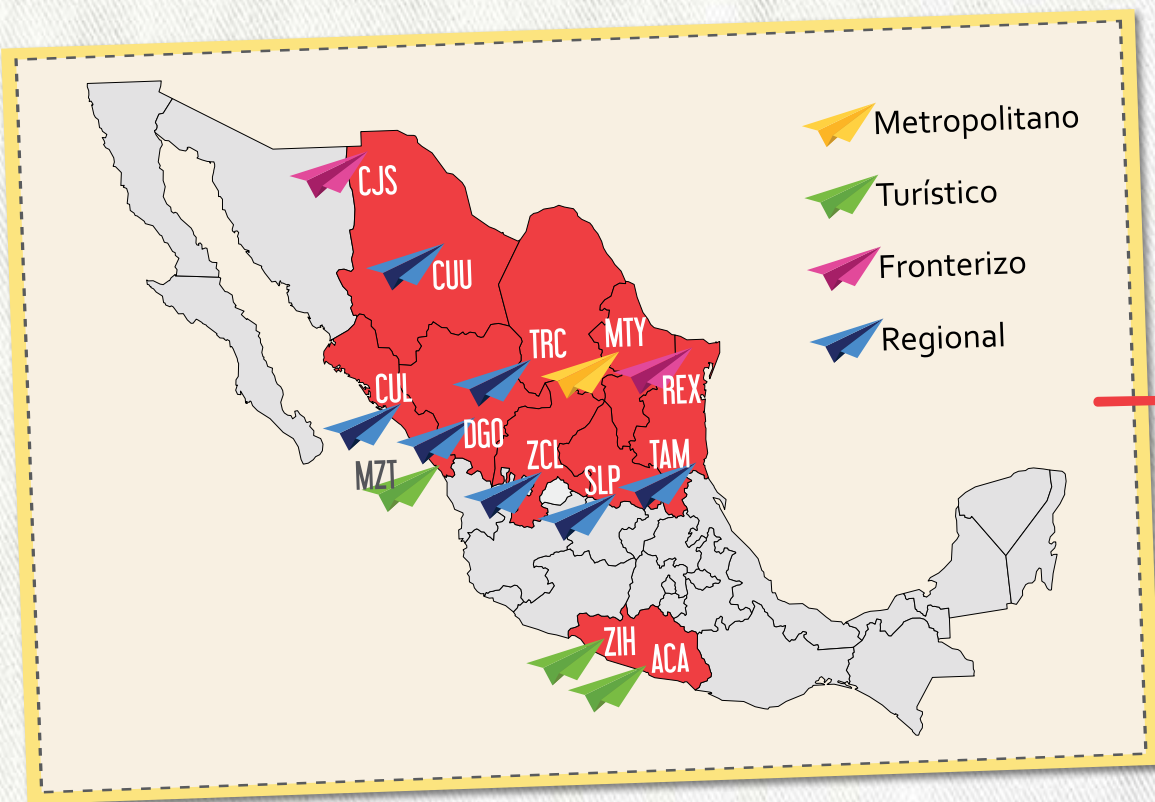 Metropolitano
Turístico
Fronterizo
Regional
CJS
CUU
TRC
MTY
CUL
REX
DGO
MZT
ZCL
SLP
TAM
ZIH
ACA